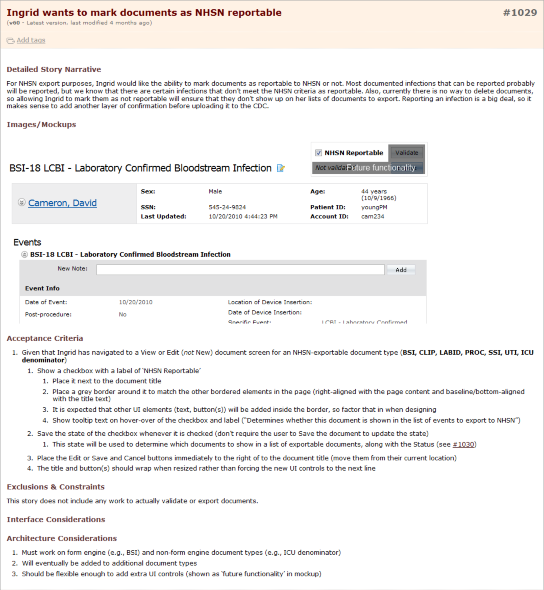 Ingrid wants to mark documents as NHSN reportable
#1029
(v60 - Latest version, last modified 4 months ago)
Add tags
Detailed Story Narrative
For NHSN export purposes, Ingrid would like the ability to mark documents as reportable to NHSN or not. Most documented infections that can be reported probably
will be reported, but we know that there are certain infections that don't meet the NHSN criteria as reportable. Also, currently there is no way to delete documents,
so allowing Ingrid to mark them as not reportable will ensure that they don't show up on her lists of documents to export. Reporting an infection is a big deal, so it
makes sense to add another layer of confirmation before uploading it to the CDC.
Images/Mockups
NHSN Reportable
Validate
Not validated
Future functionality
BSI-18 LCBI - Laboratory Confirmed Bloodstream Infection
Cameron, David
Sex: Male Age: 44 years
(10/9/1966)
SSN: 545-24-9824 Patient ID: youngPM
Last Updated: 10/20/2010 4:44:23 PM Account ID: cam234
Events
BSI-18 LCBI - Laboratory Confirmed Bloodstream Infection
New Note:
Add
Event Info
Date of Event: 10/20/2010 Location of Device Insertion:
Post-procedure: No Date of Device Insertion:
Specific Event: LCBI - Laboratory Confirmed
Acceptance Criteria
1. Given that Ingrid has navigated to a View or Edit (not New) document screen for an NHSN-exportable document type (BSI, CLIP, LABID, PROC, SSI, UTI, ICU
denominator)
1. Show a checkbox with a label of 'NHSN Reportable'
1. Place it next to the document title
2. Place a grey border around it to match the other bordered elements in the page (right-aligned with the page content and baseline/bottom-aligned
with the title text)
3. It is expected that other UI elements (text, button(s)) will be added inside the border, so factor that in when designing
4. Show tooltip text on hover-over of the checkbox and label ("Determines whether this document is shown in the list of events to export to NHSN")
2. Save the state of the checkbox whenever it is checked (don't require the user to Save the document to update the state)
1. This state will be used to determine which documents to show in a list of exportable documents, along with the Status (see #1030)
3. Place the Edit or Save and Cancel buttons immediately to the right of to the document title (move them from their current location)
4. The title and button(s) should wrap when resized rather than forcing the new UI controls to the next line
Exclusions & Constraints
This story does not include any work to actually validate or export documents.
Interface Considerations
Architecture Considerations
1. Must work on form engine (e.g., BSI) and non-form engine document types (e.g., ICU denominator)
2. Will eventually be added to additional document types
3. Should be flexible enough to add extra UI controls (shown as 'future functionality' in mockup)